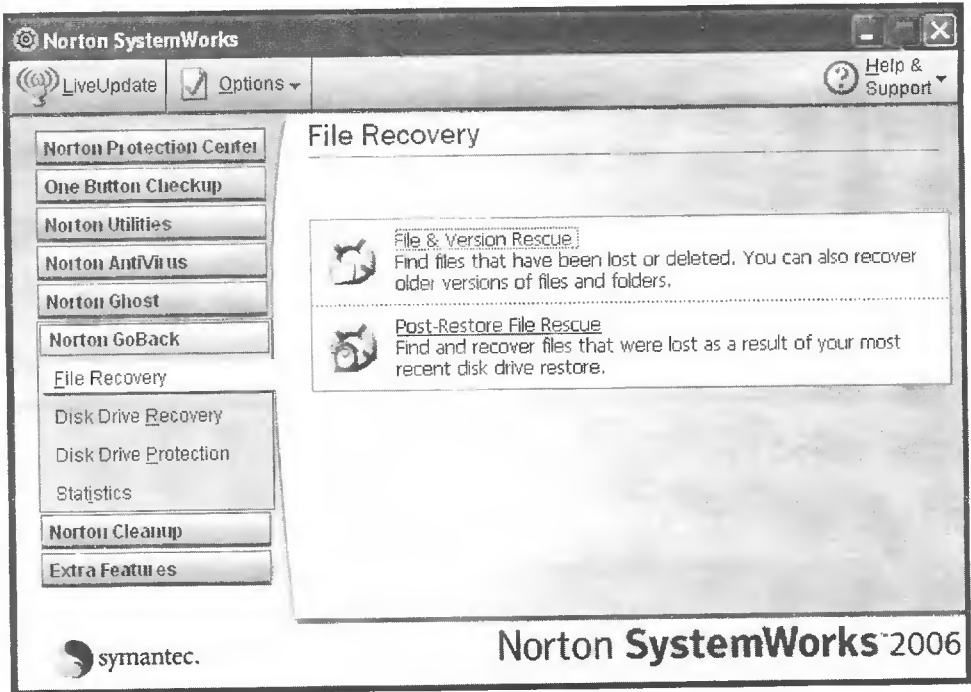 Norton SystemWorks
LiveUpdate
Options
Help &
Support
Norton Protection Center
One Button Checkup
Norton Utilities
Norton AntiVirus
Norton Ghost
Norton GoBack
File Recovery
Disk Drive Recovery
Disk Drive Protection
Statistics
Norton Cleanup
Extra Features
File Recovery
File & Version Rescue
Find files that have been lost or deleted. You can also recover
older versions of files and folders.
Post-Restore File Rescue
Find and recover files that were lost as a result of your most
recent disk drive restore.
symantec.
Norton SystemWorks™2006